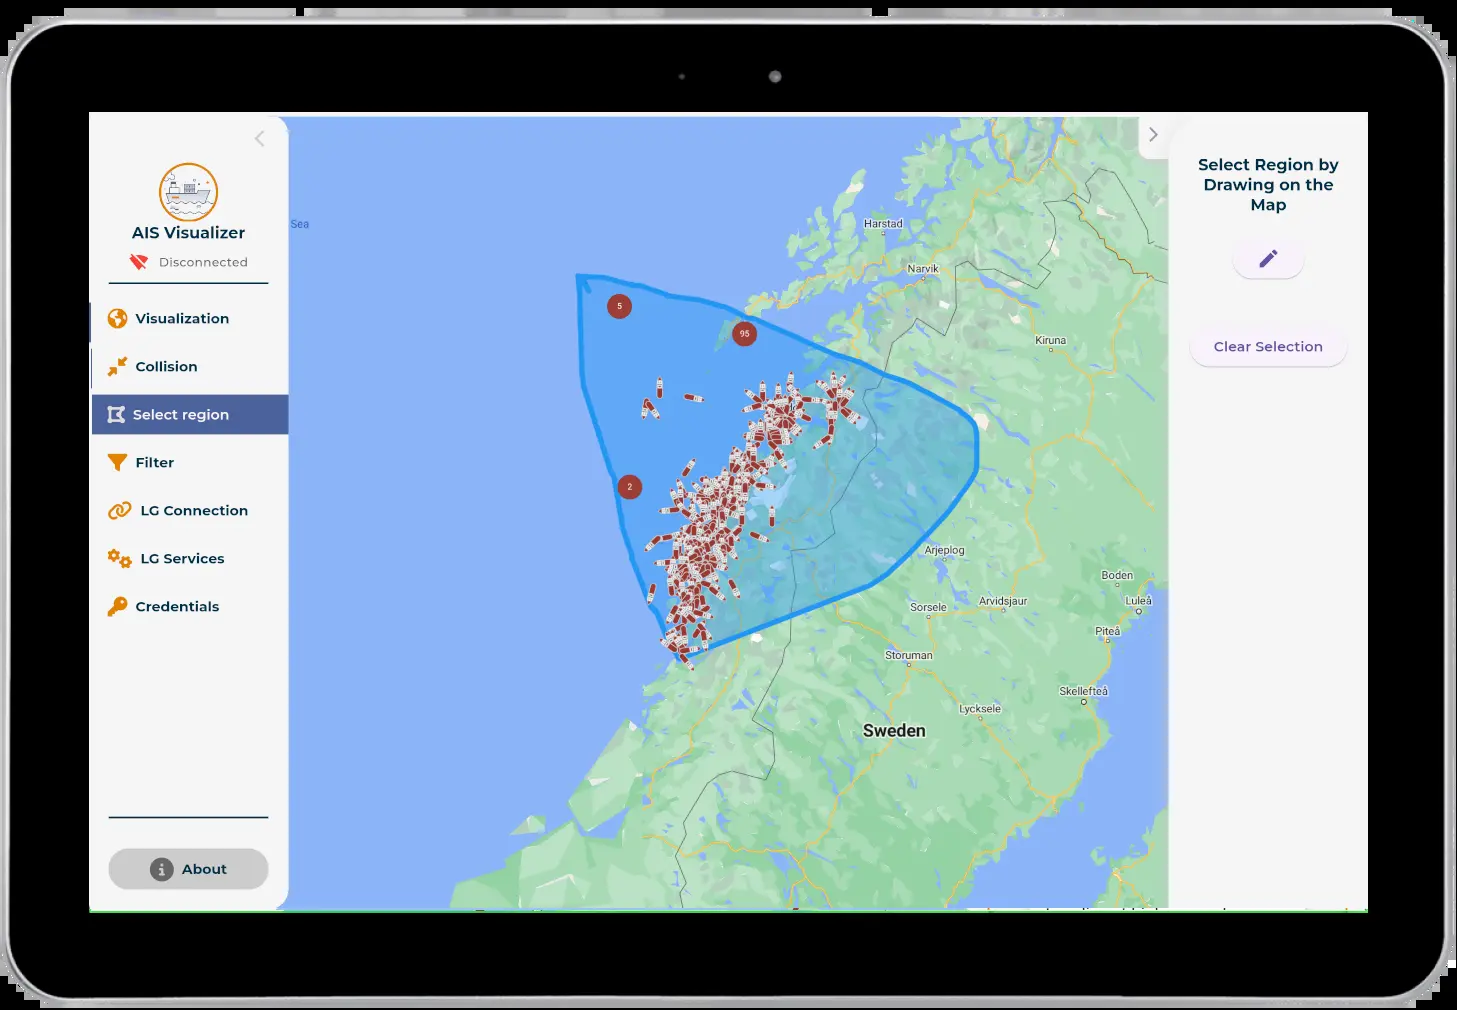 AIS Visualizer
Disconnected
Visualization
Collision
Select region
Filter
LG Connection
LG Services
Credentials
About
Sea
5
95
2
Harstad
Narvik
Kiruna
Arjeplog
Boden
Luleå
Arvidsjaur
Sorsele
Piteå
Storuman
Skellefteå
Lycksele
Sweden
Select Region by
Drawing on the
Map
Clear Selection